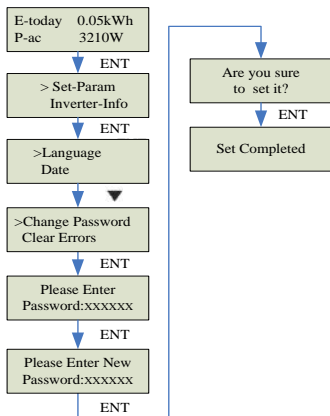 E-today 0.05kWh
P-ac 3210W
ENT
> Set-Param
Inverter-Info
ENT
>Language
Date
▼
>Change Password
Clear Errors
ENT
Please Enter
Password:xxxxxx
ENT
Please Enter New
Password:xxxxxx
ENT
Are you sure
to set it?
ENT
Set Completed